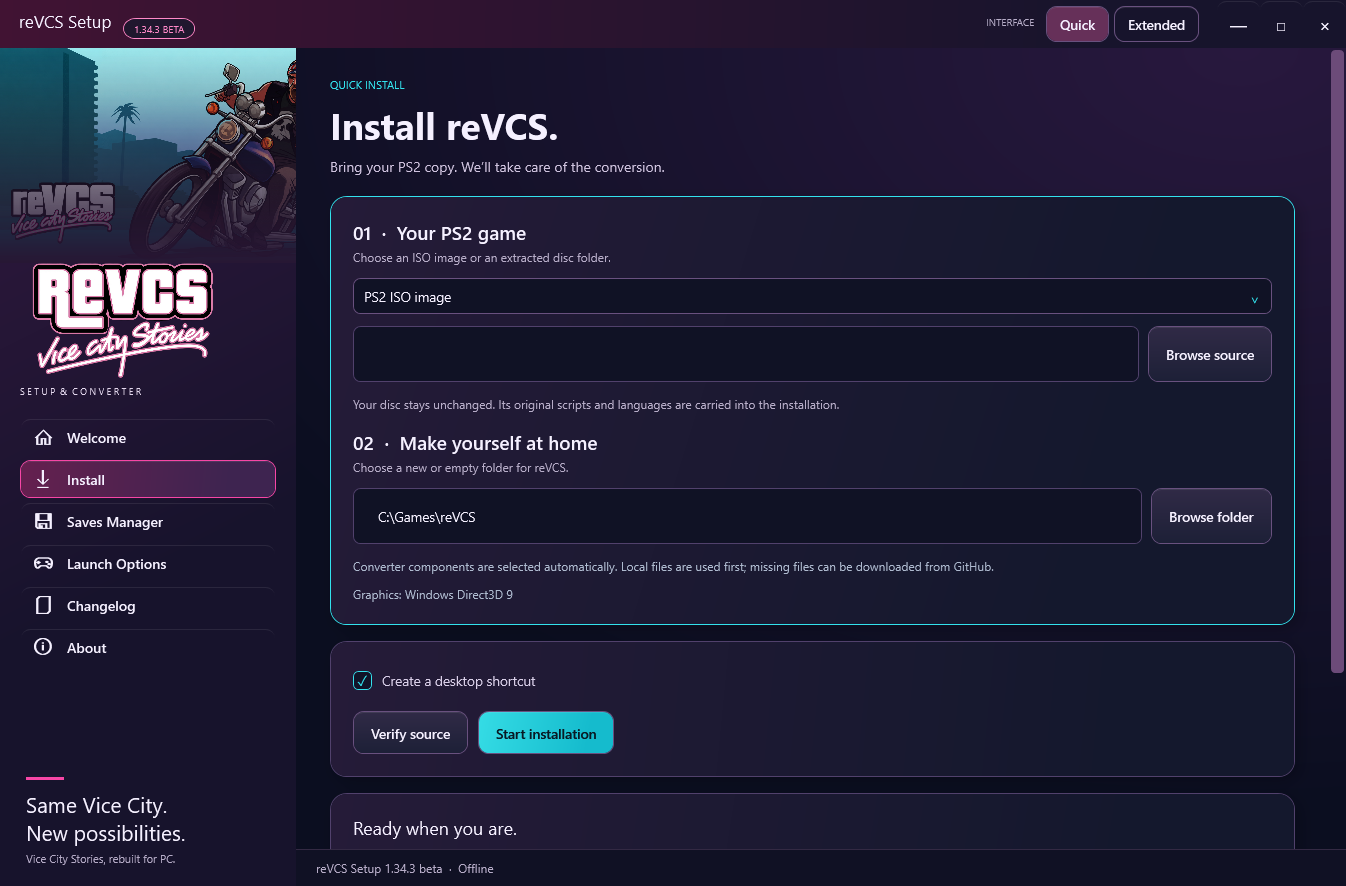 reVCS Setup
1.34.3 BETA
INTERFACE
Quick
Extended
reVCS
Vice City Stories
REVCS
Vice City Stories
SETUP & CONVERTER
Welcome
Install
Saves Manager
Launch Options
Changelog
About
Same Vice City.
New possibilities.
Vice City Stories, rebuilt for PC.
QUICK INSTALL
Install reVCS.
Bring your PS2 copy. We’ll take care of the conversion.
01 · Your PS2 game
Choose an ISO image or an extracted disc folder.
PS2 ISO image
Browse source
Your disc stays unchanged. Its original scripts and languages are carried into the installation.
02 · Make yourself at home
Choose a new or empty folder for reVCS.
C:\Games\reVCS
Browse folder
Converter components are selected automatically. Local files are used first; missing files can be downloaded from GitHub.
Graphics: Windows Direct3D 9
Create a desktop shortcut
Verify source
Start installation
Ready when you are.
reVCS Setup 1.34.3 beta · Offline